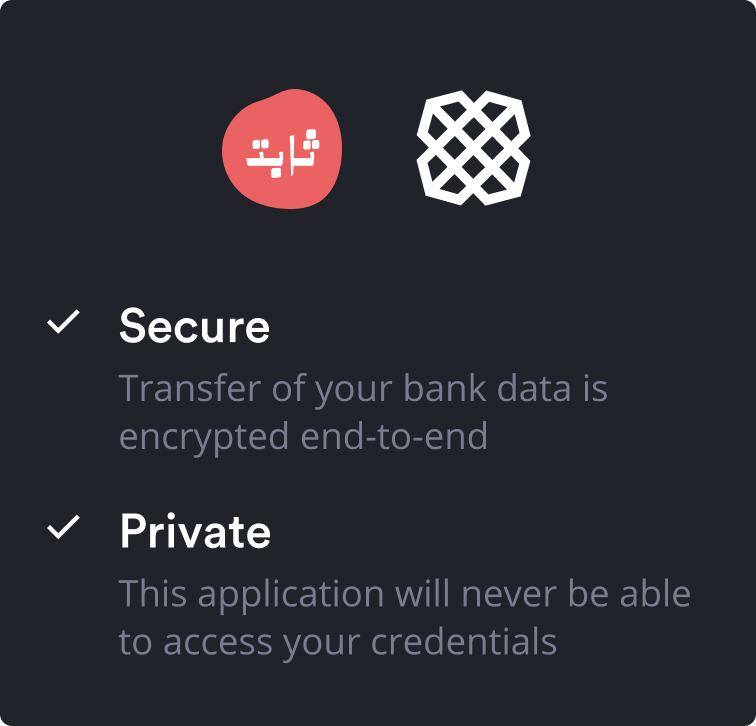 ثابت
Secure
Transfer of your bank data is
encrypted end-to-end
Private
This application will never be able
to access your credentials